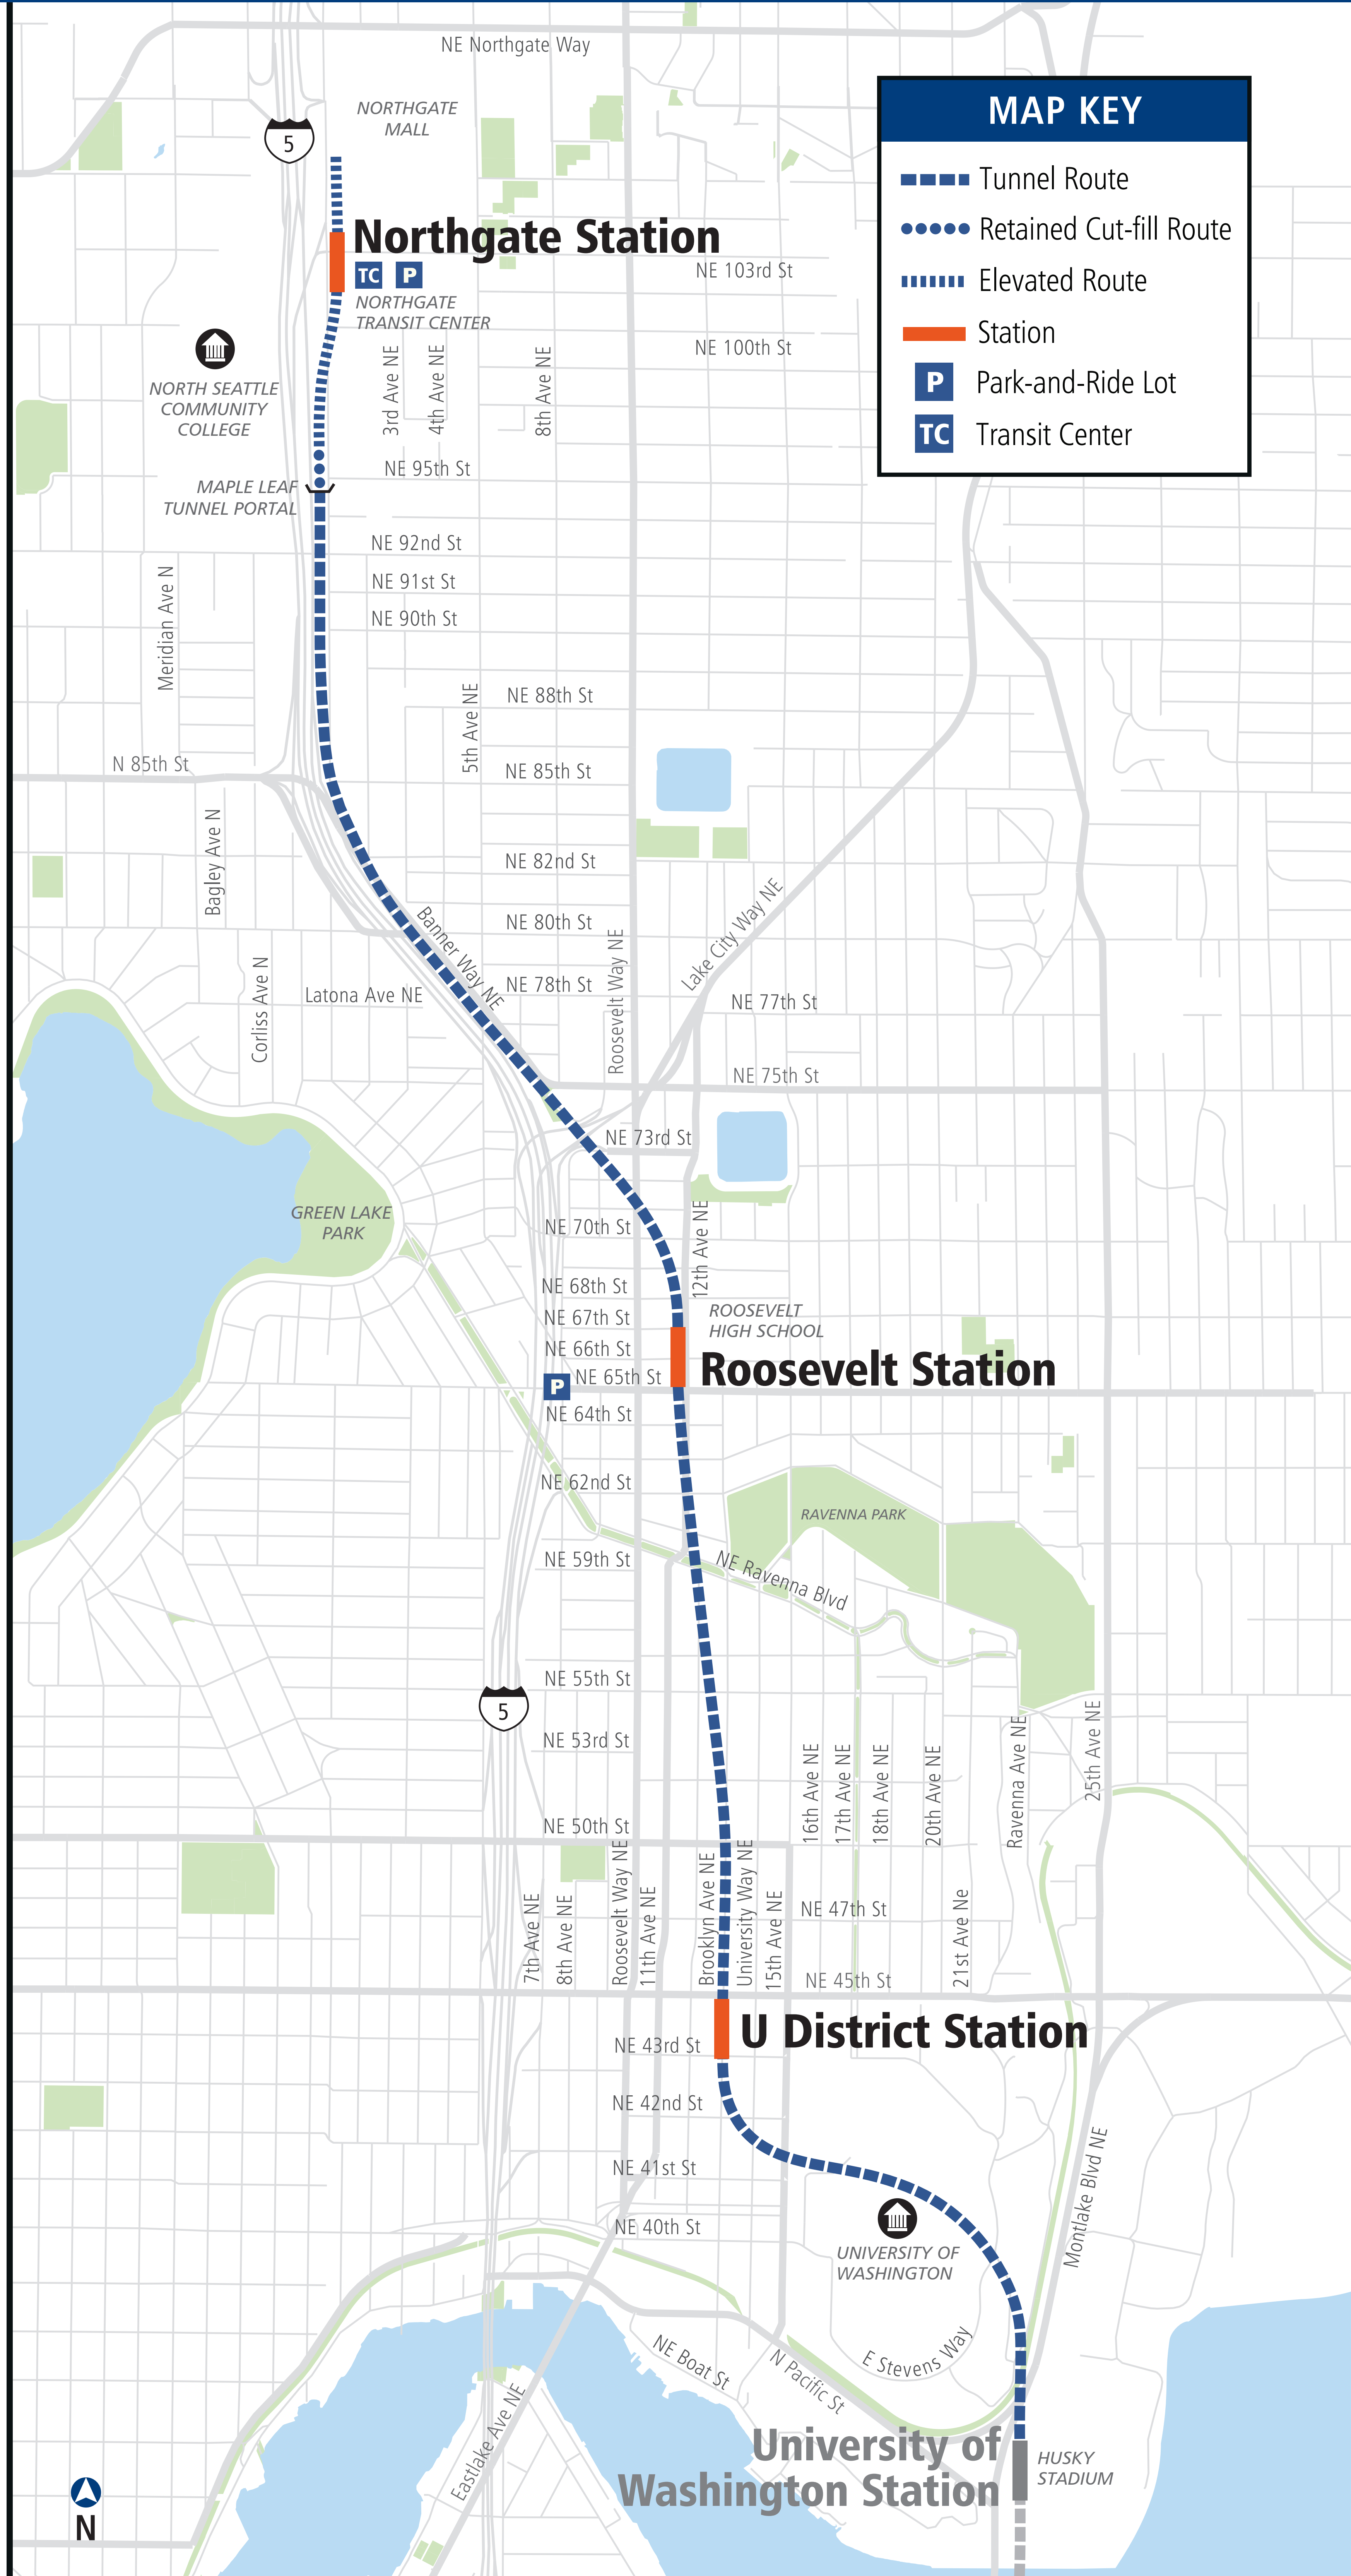 NE Northgate Way
NORTHGATE
MALL
5
MAP KEY
Tunnel Route
Retained Cut-fill Route
Elevated Route
Station
P Park-and-Ride Lot
TC Transit Center
Northgate Station
TC P
NORTHGATE
TRANSIT CENTER
NE 103rd St
NE 100th St
NORTH SEATTLE
COMMUNITY
COLLEGE
3rd Ave NE
4th Ave NE
8th Ave NE
NE 95th St
MAPLE LEAF
TUNNEL PORTAL
NE 92nd St
NE 91st St
NE 90th St
Meridian Ave N
NE 88th St
5th Ave NE
N 85th St
NE 85th St
Bagley Ave N
NE 82nd St
Banner Way NE
NE 80th St
Lake City Way NE
Roosevelt Way NE
NE 78th St
Corliss Ave N
Latona Ave NE
NE 77th St
NE 75th St
NE 73rd St
GREEN LAKE
PARK
NE 70th St
12th Ave NE
NE 68th St
NE 67th St
ROOSEVELT
HIGH SCHOOL
NE 66th St
Roosevelt Station
P
NE 65th St
NE 64th St
NE 62nd St
RAVENNA PARK
NE 59th St
NE Ravenna Blvd
NE 55th St
5
NE 53rd St
16th Ave NE
17th Ave NE
18th Ave NE
20th Ave NE
Ravenna Ave NE
25th Ave NE
NE 50th St
7th Ave NE
8th Ave NE
Roosevelt Way NE
11th Ave NE
Brooklyn Ave NE
University Way NE
15th Ave NE
NE 47th St
21st Ave Ne
NE 45th St
U District Station
NE 43rd St
NE 42nd St
NE 41st St
NE 40th St
Montlake Blvd NE
UNIVERSITY OF
WASHINGTON
E Stevens Way
NE Boat St
N Pacific St
Eastlake Ave NE
University of
Washington Station
HUSKY
STADIUM
N